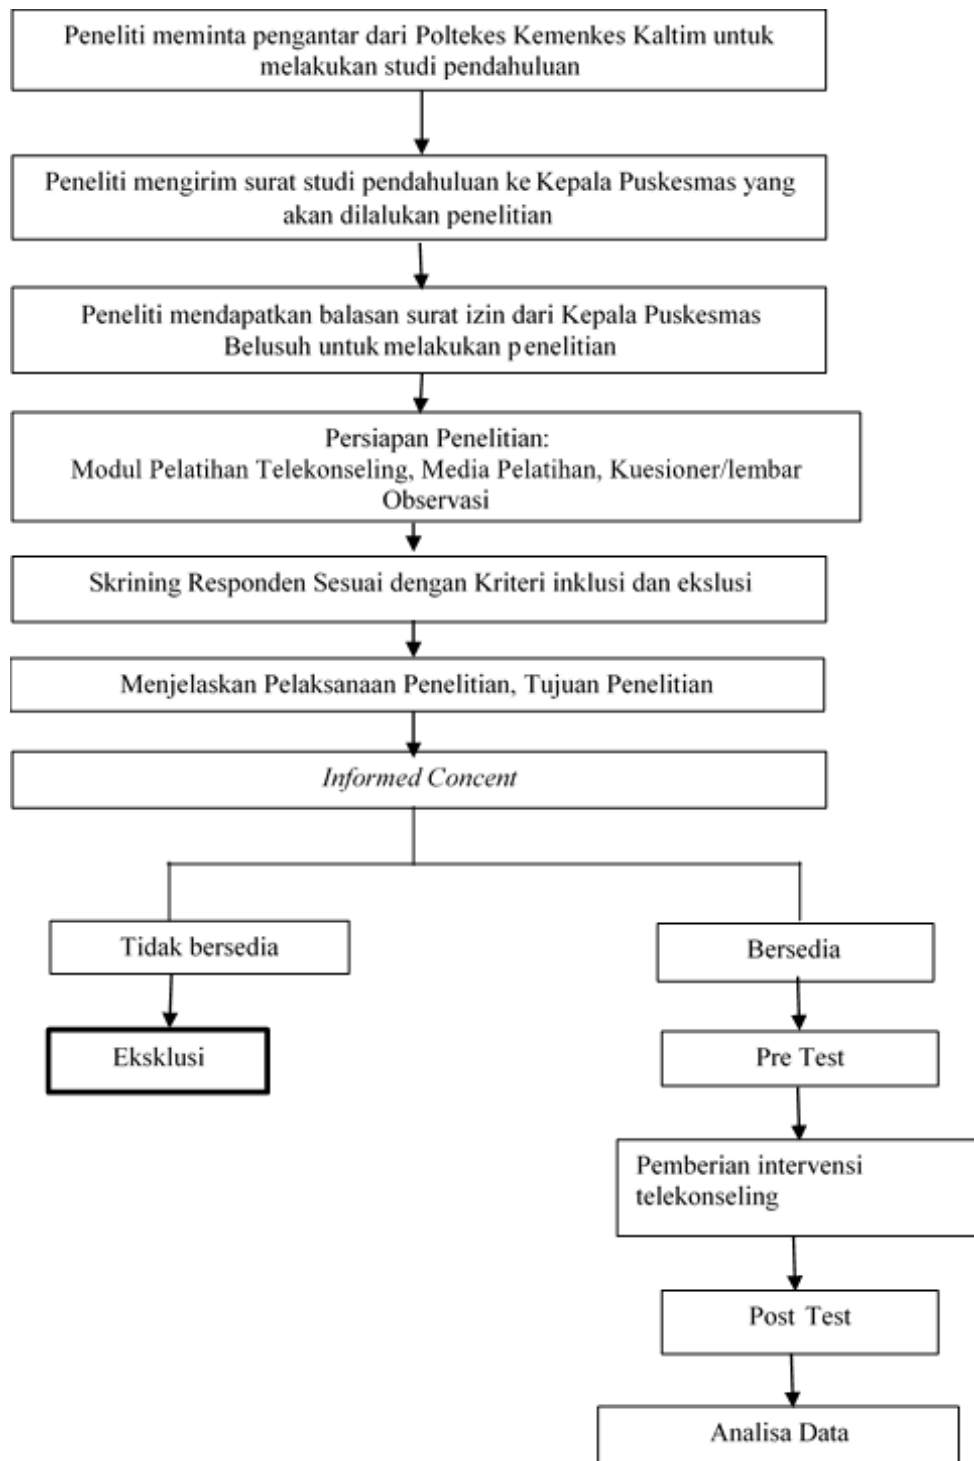 Peneliti meminta pengantar dari Poltekes Kemenkes Kaltim untuk
melakukan studi pendahuluan
Peneliti mengirim surat studi pendahuluan ke Kepala Puskesmas yang
akan dilalukan penelitian
Peneliti mendapatkan balasan surat izin dari Kepala Puskesmas
Belusuh untuk melakukan penelitian
Persiapan Penelitian:
Modul Pelatihan Telekonseling, Media Pelatihan, Kuesioner/lembar
Observasi
Skrining Responden Sesuai dengan Kriteri inklusi dan ekslusi
Menjelaskan Pelaksanaan Penelitian, Tujuan Penelitian
Informed Concent
Tidak bersedia
Bersedia
Eksklusi
Pre Test
Pemberian intervensi
telekonseling
Post Test
Analisa Data